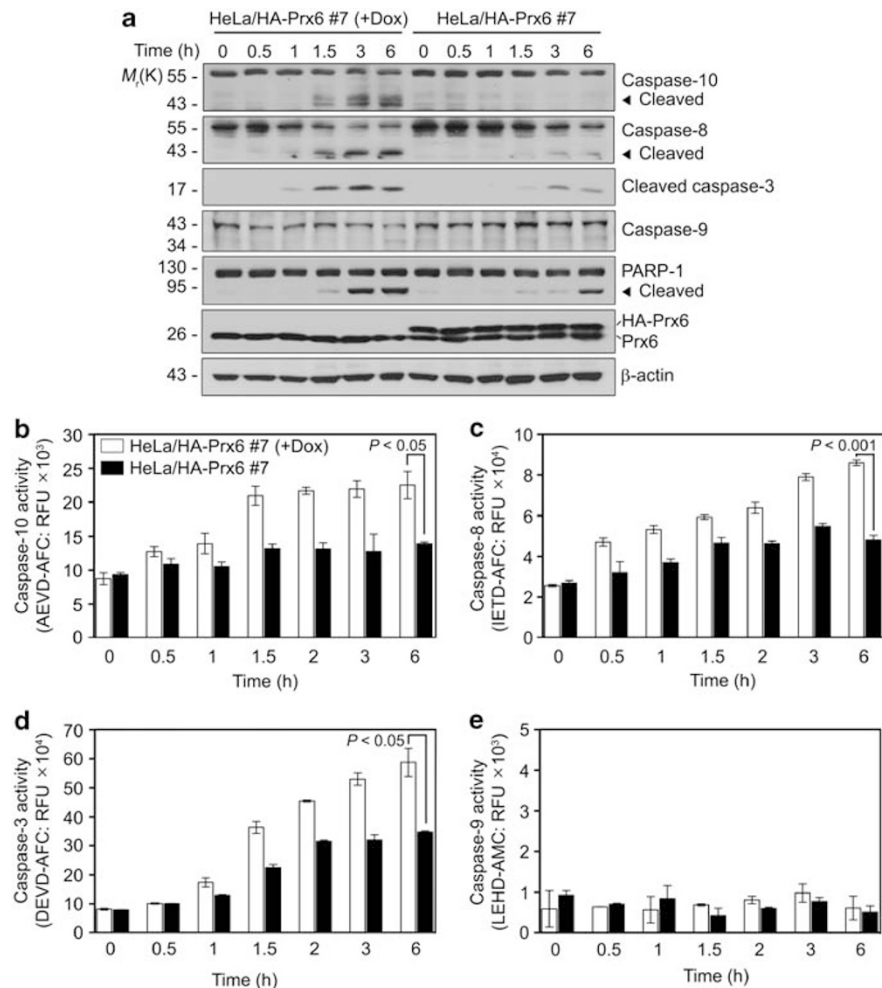 a
HeLa/HA-Prx6 #7 (+Dox) HeLa/HA-Prx6 #7
Time (h) 0 0.5 1 1.5 3 6 0 0.5 1 1.5 3 6
Mr(K) 55 -
43 -
Caspase-10
◄ Cleaved
55 -
43 -
Caspase-8
◄ Cleaved
17 -
Cleaved caspase-3
43 -
34 -
Caspase-9
130 -
95 -
PARP-1
◄ Cleaved
26 -
HA-Prx6
Prx6
43 -
β-actin
b
Caspase-10 activity
(AEVD-AFC: RFU ×10³)
30
25
20
15
10
5
0
HeLa/HA-Prx6 #7 (+Dox)
HeLa/HA-Prx6 #7
P < 0.05
0 0.5 1 1.5 2 3 6
Time (h)
c
Caspase-8 activity
(IETD-AFC: RFU ×10⁴)
10
8
6
4
2
0
P < 0.001
0 0.5 1 1.5 2 3 6
Time (h)
d
Caspase-3 activity
(DEVD-AFC: RFU ×10⁴)
70
60
50
40
30
20
10
0
P < 0.05
0 0.5 1 1.5 2 3 6
Time (h)
e
Caspase-9 activity
(LEHD-AMC: RFU ×10³)
5
4
3
2
1
0
0 0.5 1 1.5 2 3 6
Time (h)